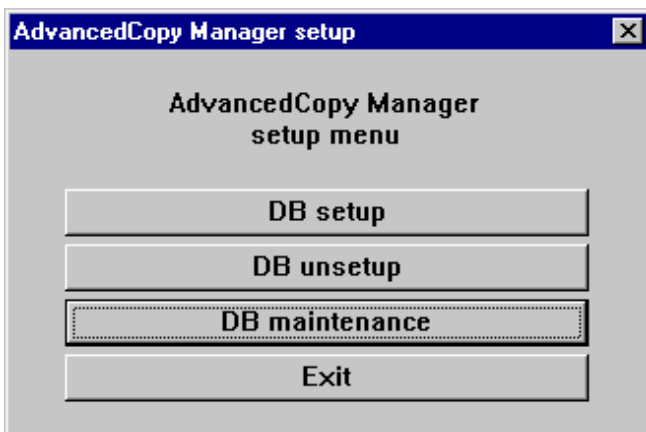 AdvancedCopy Manager setup
AdvancedCopy Manager
setup menu
DB setup
DB unsetup
DB maintenance
Exit